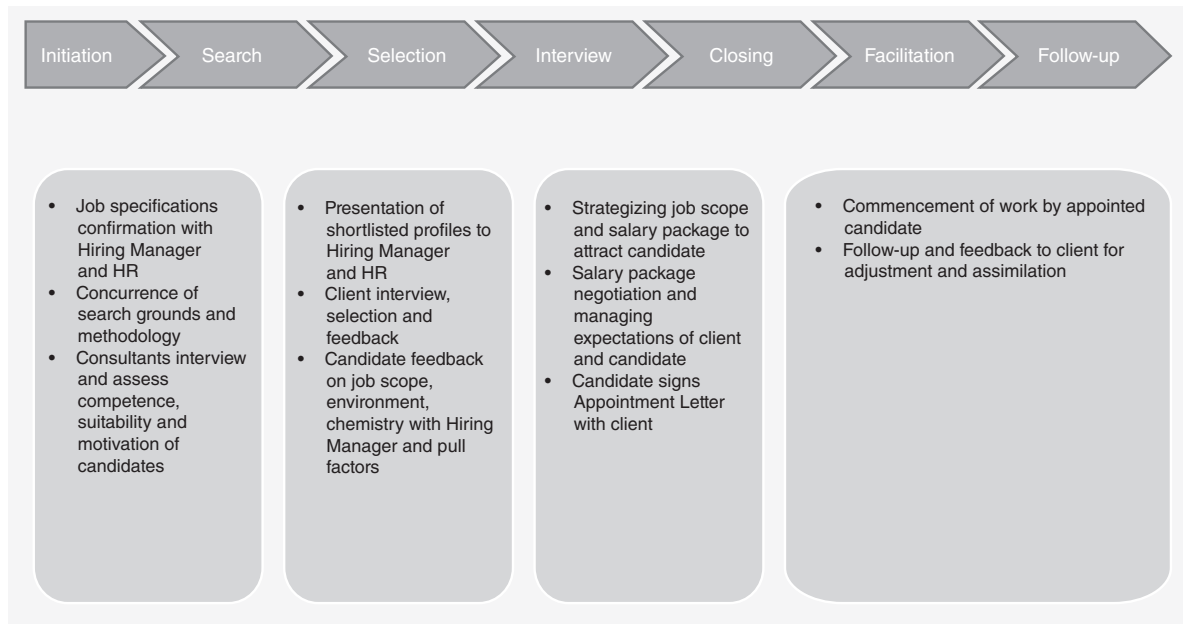 Initiation
Search
Selection
Interview
Closing
Facilitation
Follow-up
• Job specifications
confirmation with
Hiring Manager
and HR
• Concurrence of
search grounds and
methodology
• Consultants interview
and assess
competence,
suitability and
motivation of
candidates
• Presentation of
shortlisted profiles to
Hiring Manager
and HR
• Client interview,
selection and
feedback
• Candidate feedback
on job scope,
environment,
chemistry with Hiring
Manager and pull
factors
• Strategizing job scope
and salary package to
attract candidate
• Salary package
negotiation and
managing
expectations of client
and candidate
• Candidate signs
Appointment Letter
with client
• Commencement of work by appointed
candidate
• Follow-up and feedback to client for
adjustment and assimilation